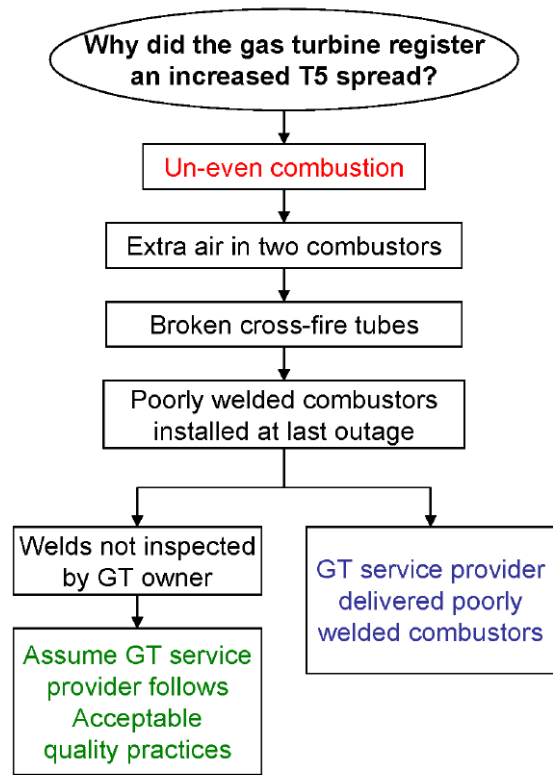 Why did the gas turbine register
an increased T5 spread?
Un-even combustion
Extra air in two combustors
Broken cross-fire tubes
Poorly welded combustors
installed at last outage
Welds not inspected
by GT owner
Assume GT service
provider follows
Acceptable
quality practices
GT service provider
delivered poorly
welded combustors